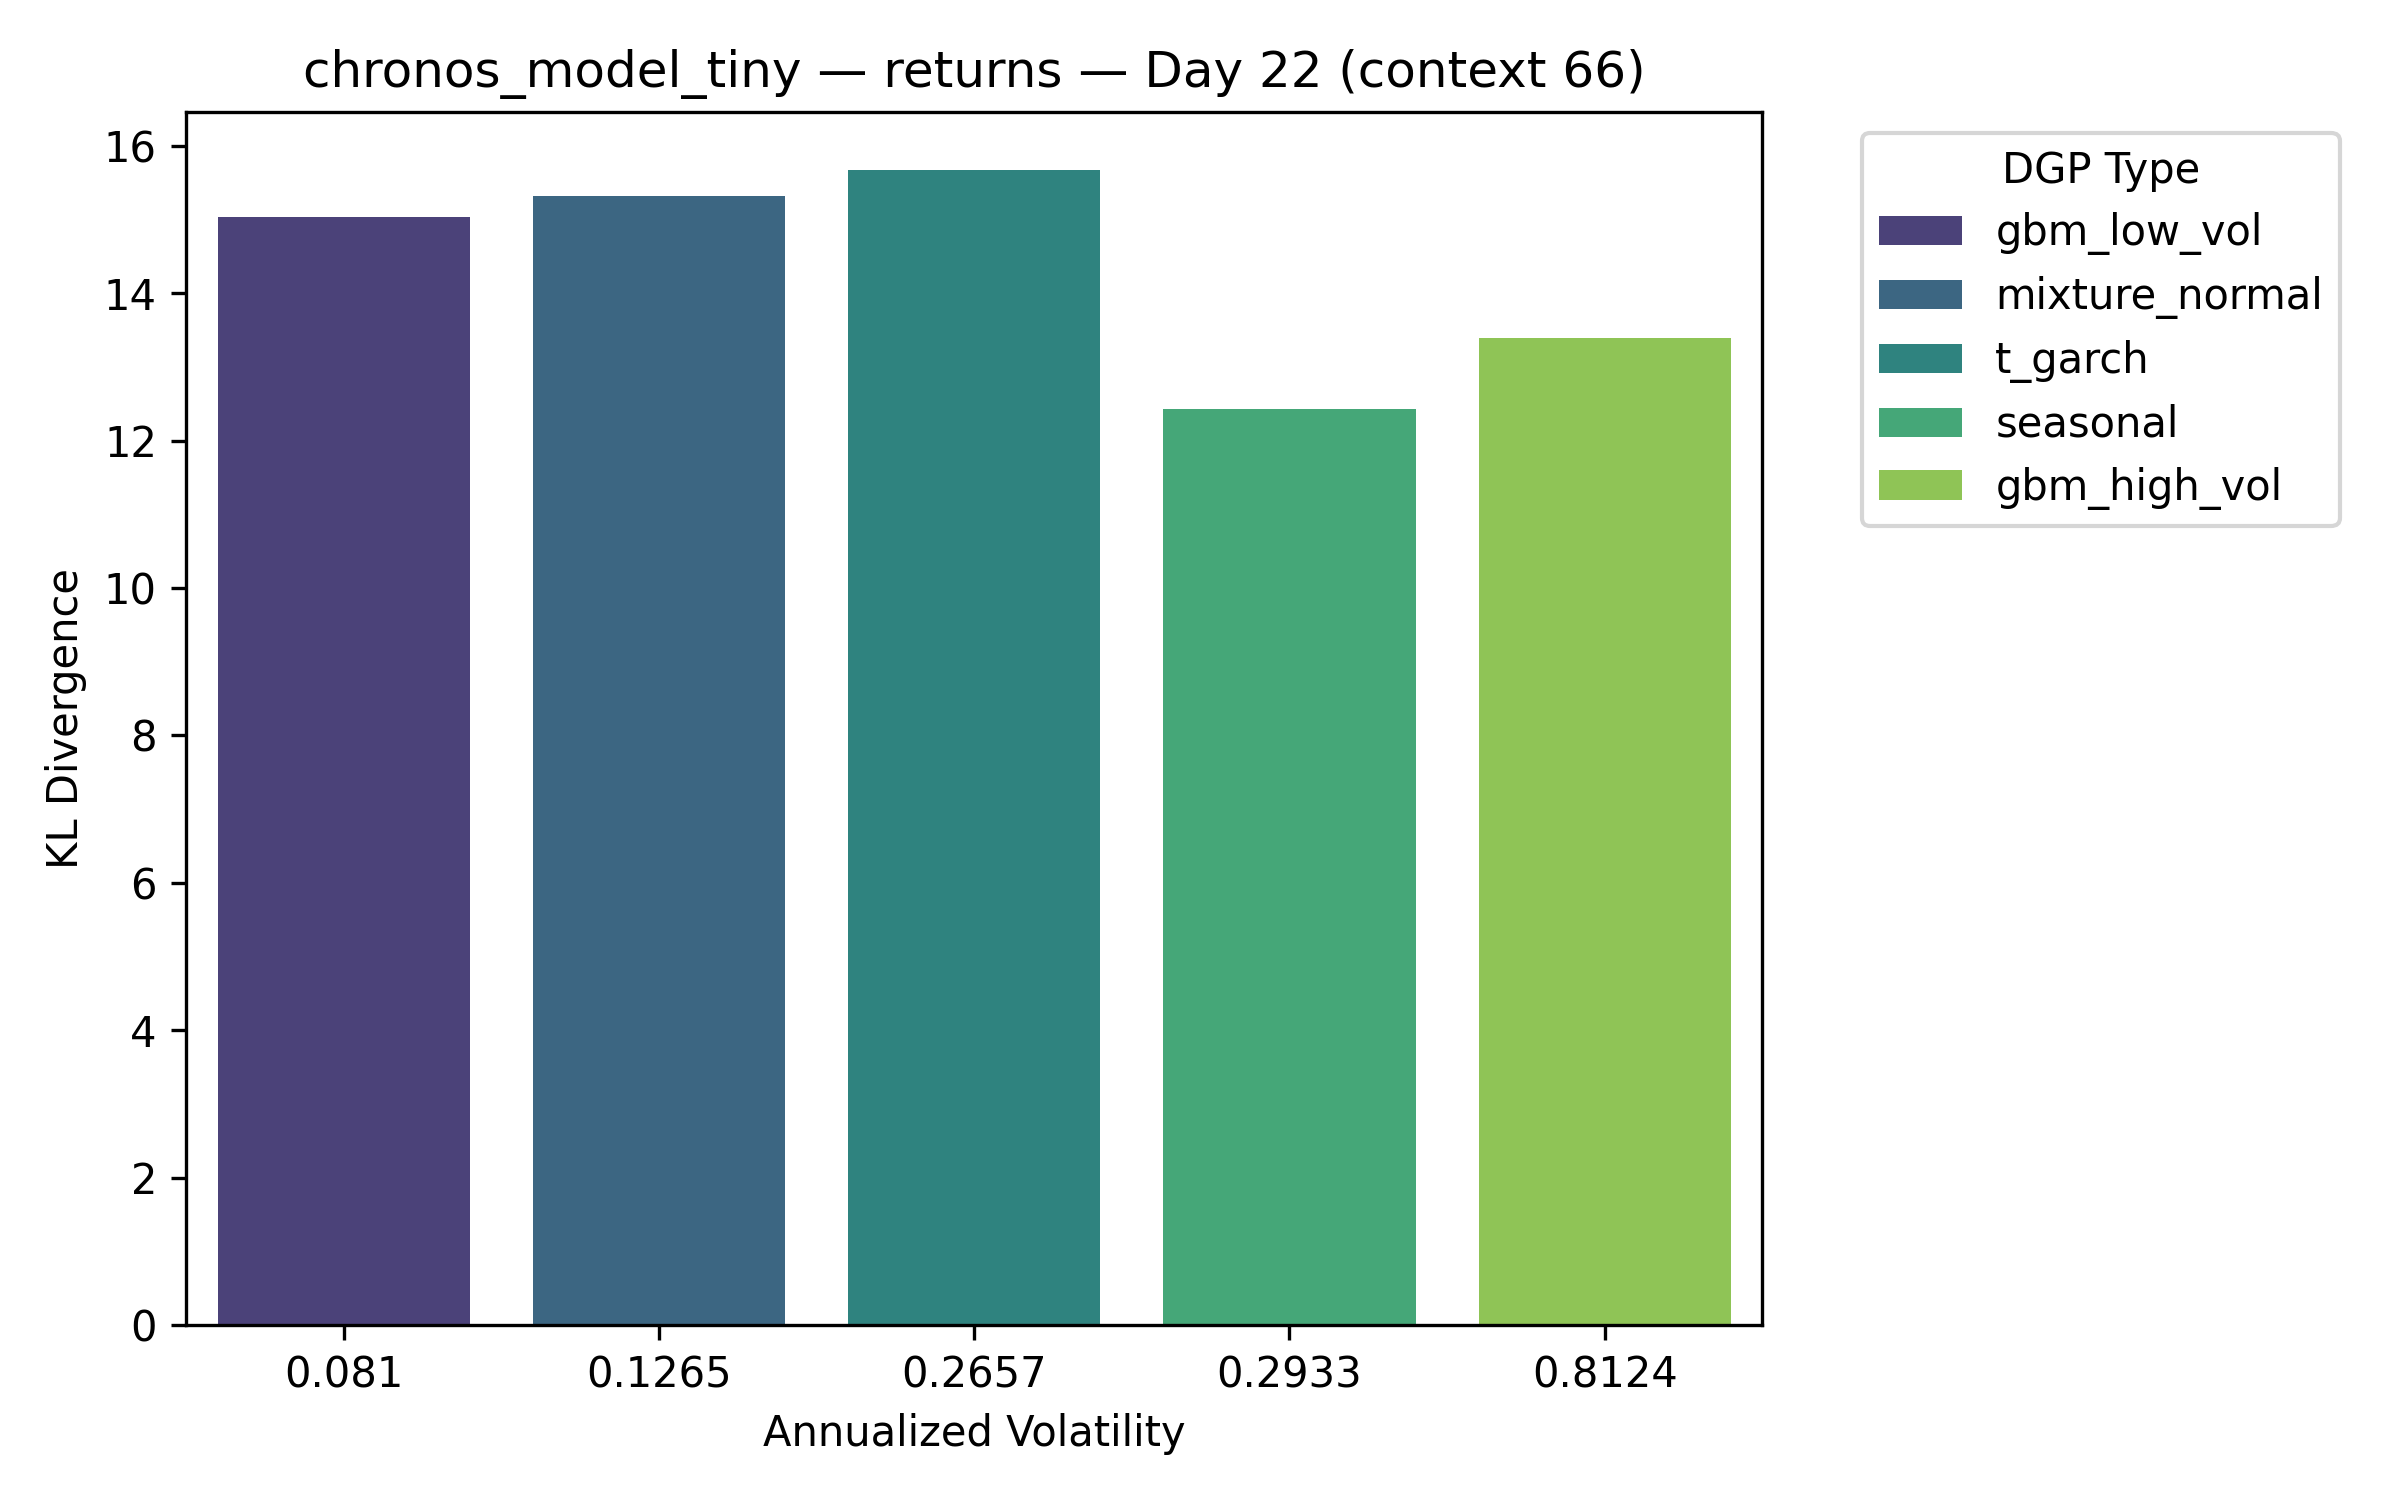 chronos_model_tiny — returns — Day 22 (context 66)
KL Divergence
16
14
12
10
8
6
4
2
0
0.081 0.1265 0.2657 0.2933 0.8124
Annualized Volatility
DGP Type
gbm_low_vol
mixture_normal
t_garch
seasonal
gbm_high_vol